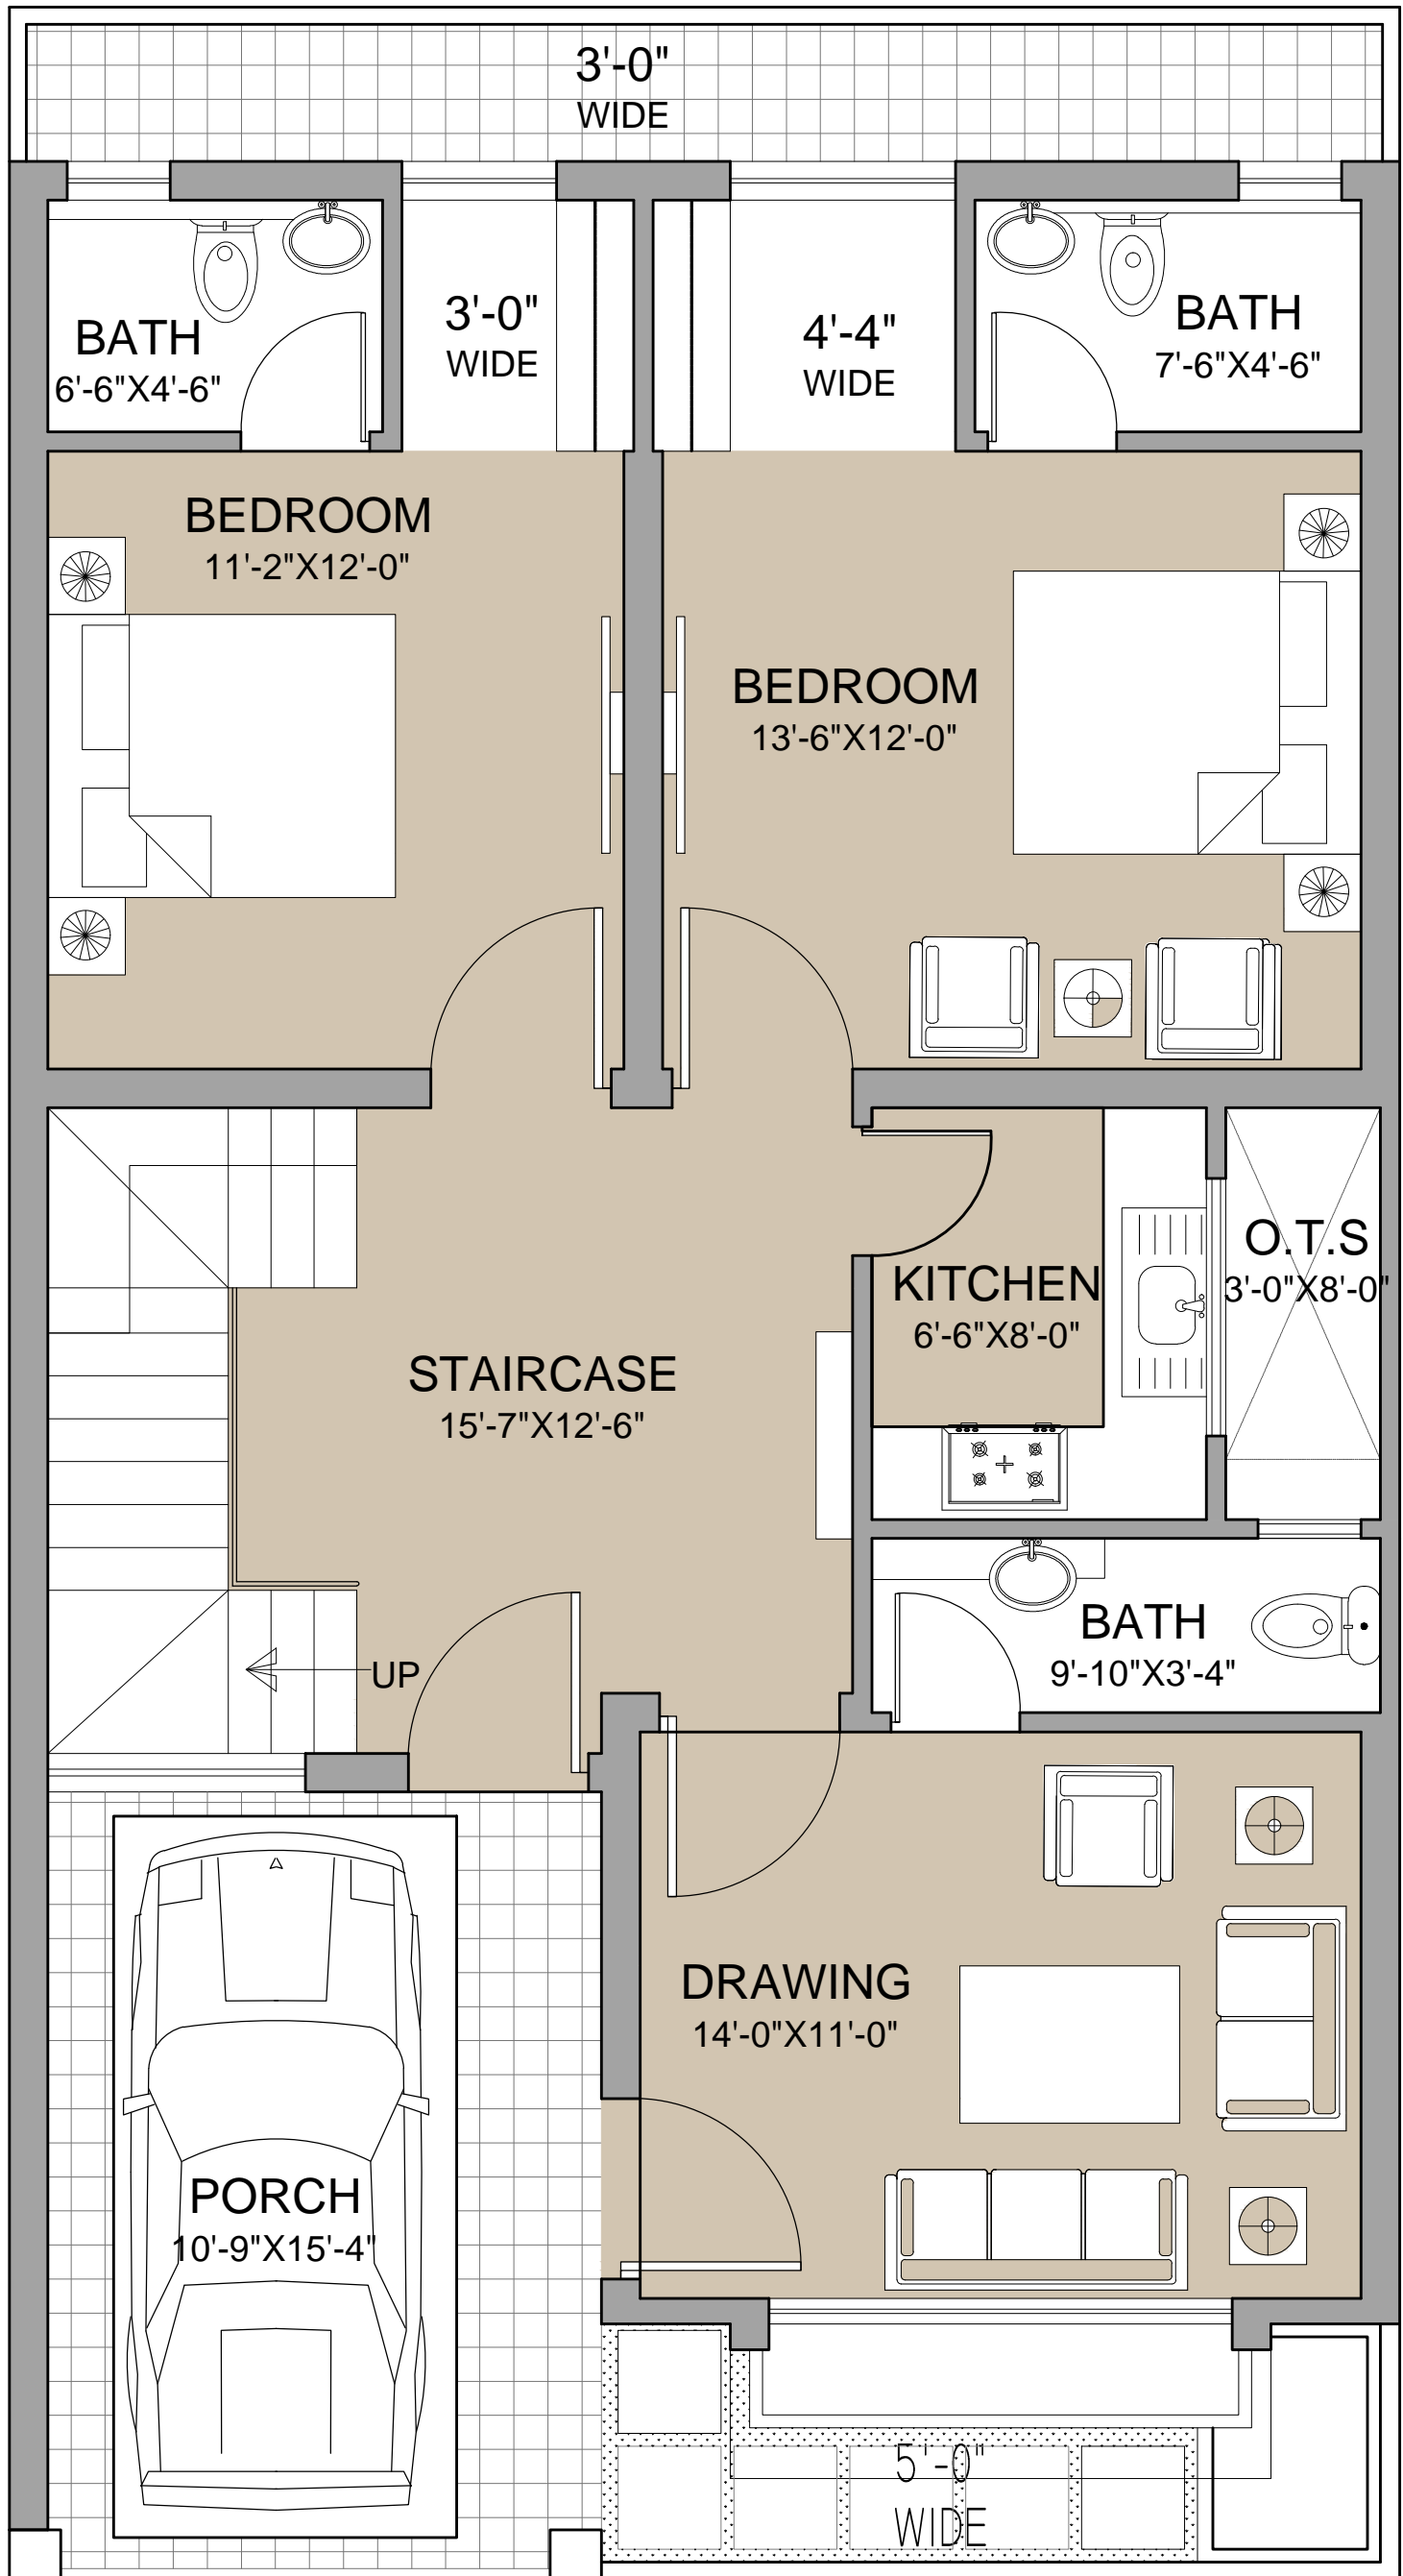 3'-0"
WIDE
BATH
6'-6"X4'-6"
3'-0"
WIDE
4'-4"
WIDE
BATH
7'-6"X4'-6"
BEDROOM
11'-2"X12'-0"
BEDROOM
13'-6"X12'-0"
KITCHEN
6'-6"X8'-0"
O.T.S
3'-0"X8'-0"
STAIRCASE
15'-7"X12'-6"
BATH
9'-10"X3'-4"
UP
DRAWING
14'-0"X11'-0"
PORCH
10'-9"X15'-4"
5'-0"
WIDE